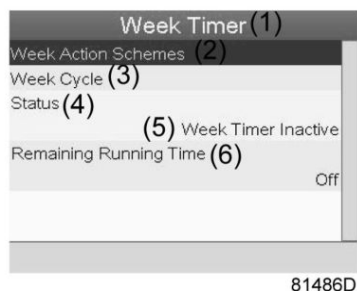 Week Timer (1)
Week Action Schemes (2)
Week Cycle (3)
Status (4)
(5) Week Timer Inactive
Remaining Running Time (6)
Off
81486D